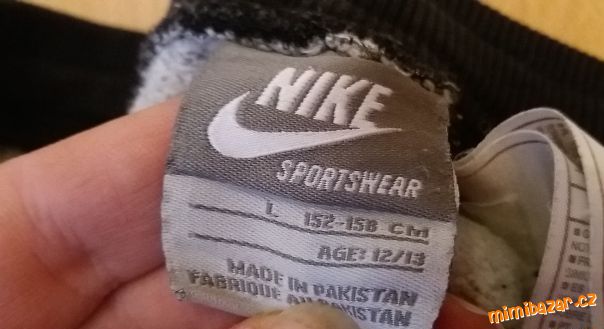 NIKE
SPORTSWEAR
L 152-158 CM
AGE: 12/13
MADE IN PAKISTAN
FABRIQUE AU PAKISTAN
mimibazar.cz